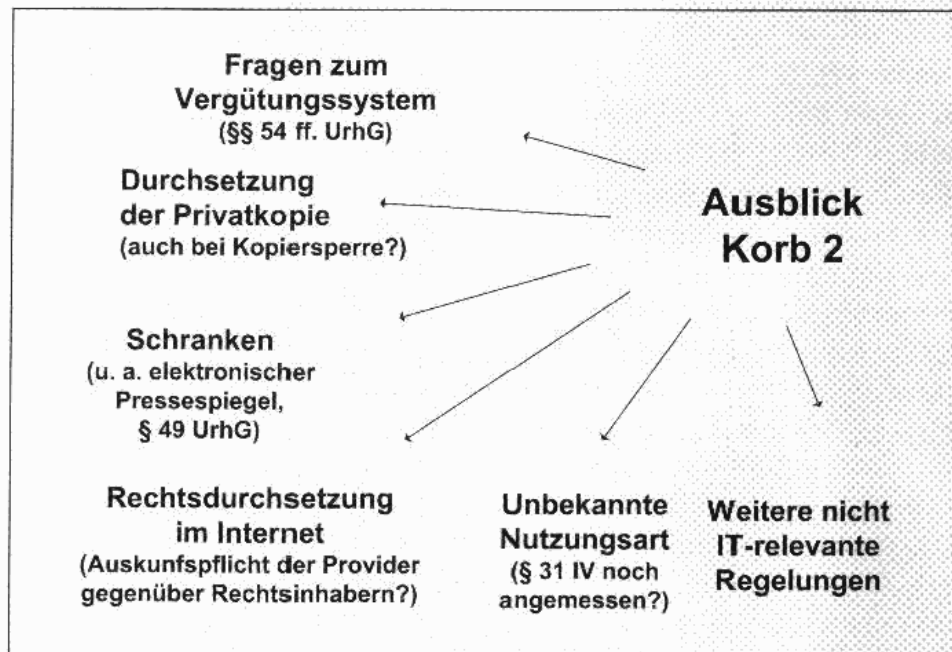 Fragen zum
Vergütungssystem
(§§ 54 ff. UrhG)
Durchsetzung
der Privatkopie
(auch bei Kopiersperre?)
Ausblick
Korb 2
Schranken
(u. a. elektronischer
Pressespiegel,
§ 49 UrhG)
Rechtsdurchsetzung
im Internet
(Auskunfspflicht der Provider
gegenüber Rechtsinhabern?)
Unbekannte
Nutzungsart
(§ 31 IV noch
angemessen?)
Weitere nicht
IT-relevante
Regelungen